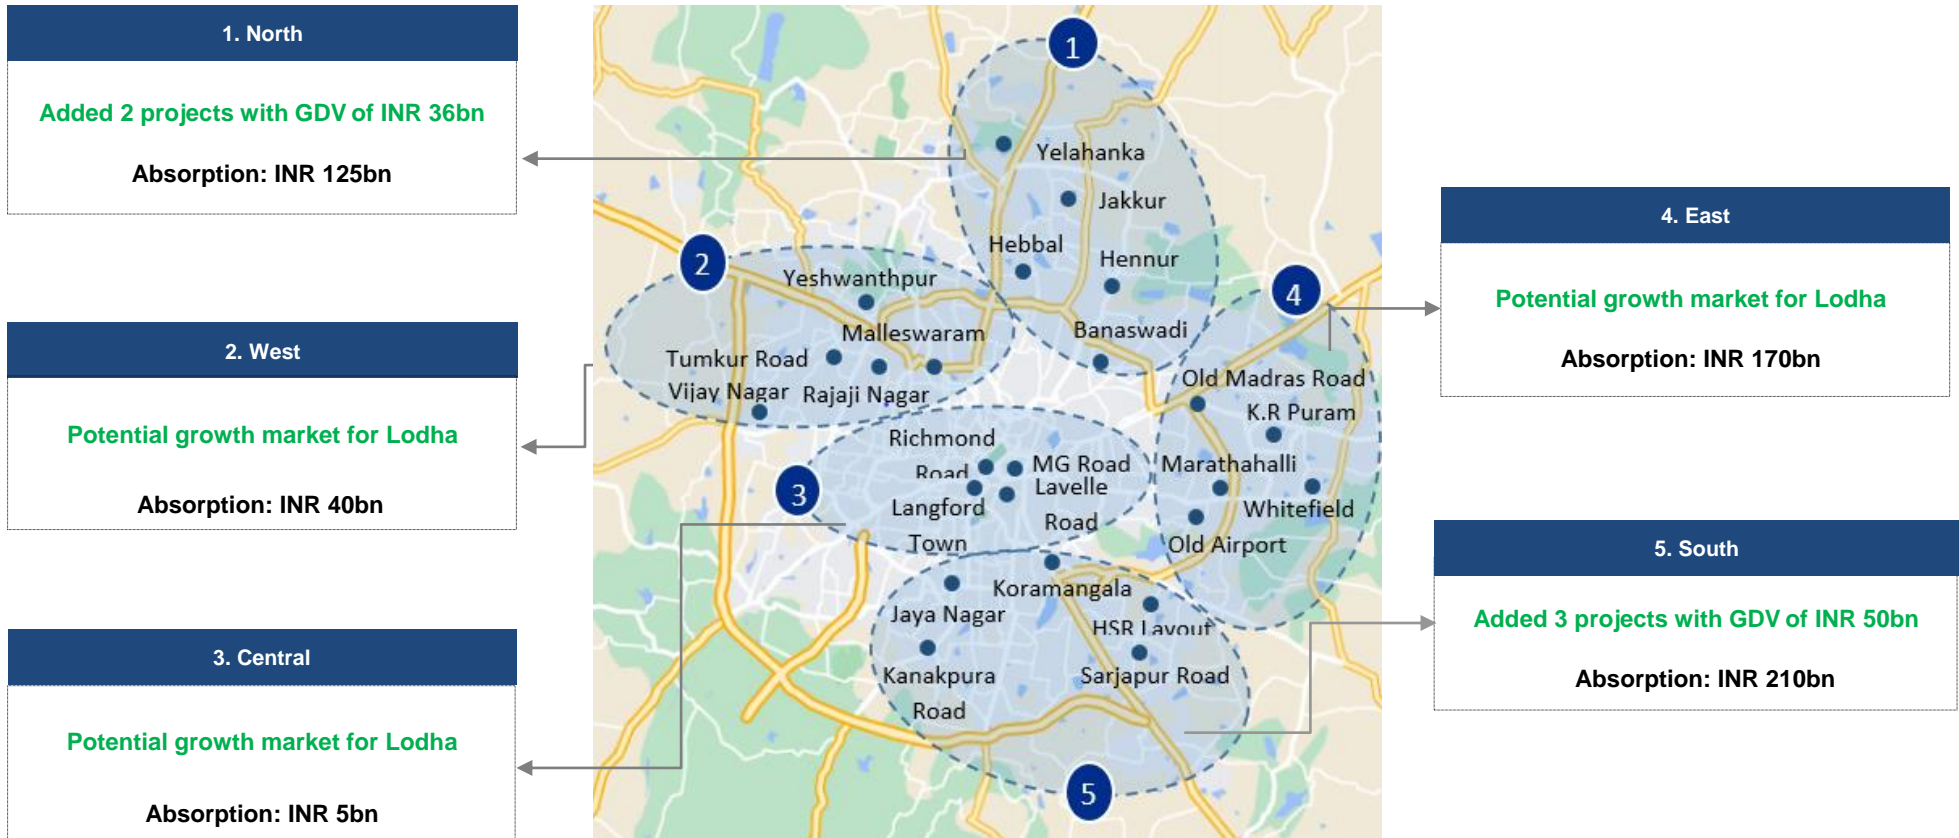 1. North
Added 2 projects with GDV of INR 36bn
Absorption: INR 125bn
2. West
Potential growth market for Lodha
Absorption: INR 40bn
3. Central
Potential growth market for Lodha
Absorption: INR 5bn
1
Yelahanka
Jakkur
Hebbal
Hennur
Banaswadi
2
Yeshwanthpur
Malleswaram
Tumkur Road
Vijay Nagar
Rajaji Nagar
3
Richmond
Road
MG Road
Lavelle
Road
Langford
Town
4
Old Madras Road
K.R Puram
Marathahalli
Whitefield
Old Airport
Koramangala
Jaya Nagar
HSR Layout
Kanakpura
Road
Sarjapur Road
5
4. East
Potential growth market for Lodha
Absorption: INR 170bn
5. South
Added 3 projects with GDV of INR 50bn
Absorption: INR 210bn